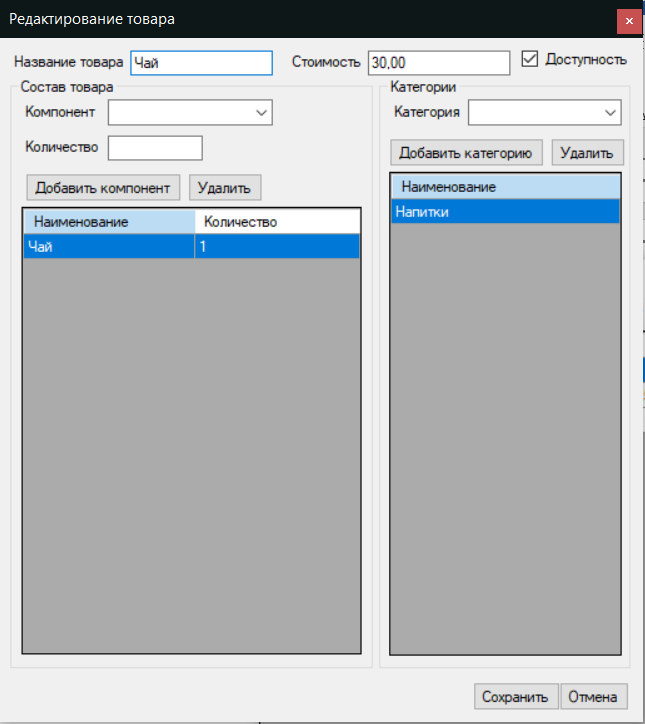 Редактирование товара
Название товара Чай Стоимость 30,00 Доступность
Состав товара
Компонент
Количество
Добавить компонент Удалить
Наименование Количество
Чай 1
Категории
Категория
Добавить категорию Удалить
Наименование
Напитки
Сохранить Отмена